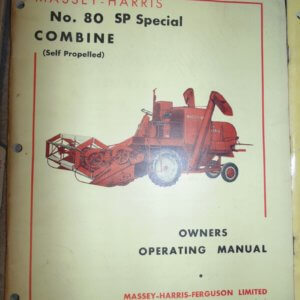 MASSEY-HARRIS
No. 80 SP Special
COMBINE
(Self Propelled)
OWNERS
OPERATING MANUAL
MASSEY-HARRIS-FERGUSON LIMITED